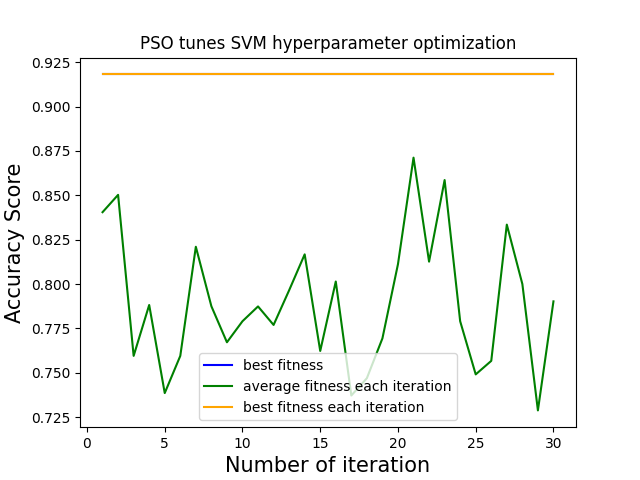 PSO tunes SVM hyperparameter optimization
Accuracy Score
0.925
0.900
0.875
0.850
0.825
0.800
0.775
0.750
0.725
best fitness
average fitness each iteration
best fitness each iteration
0 5 10 15 20 25 30
Number of iteration